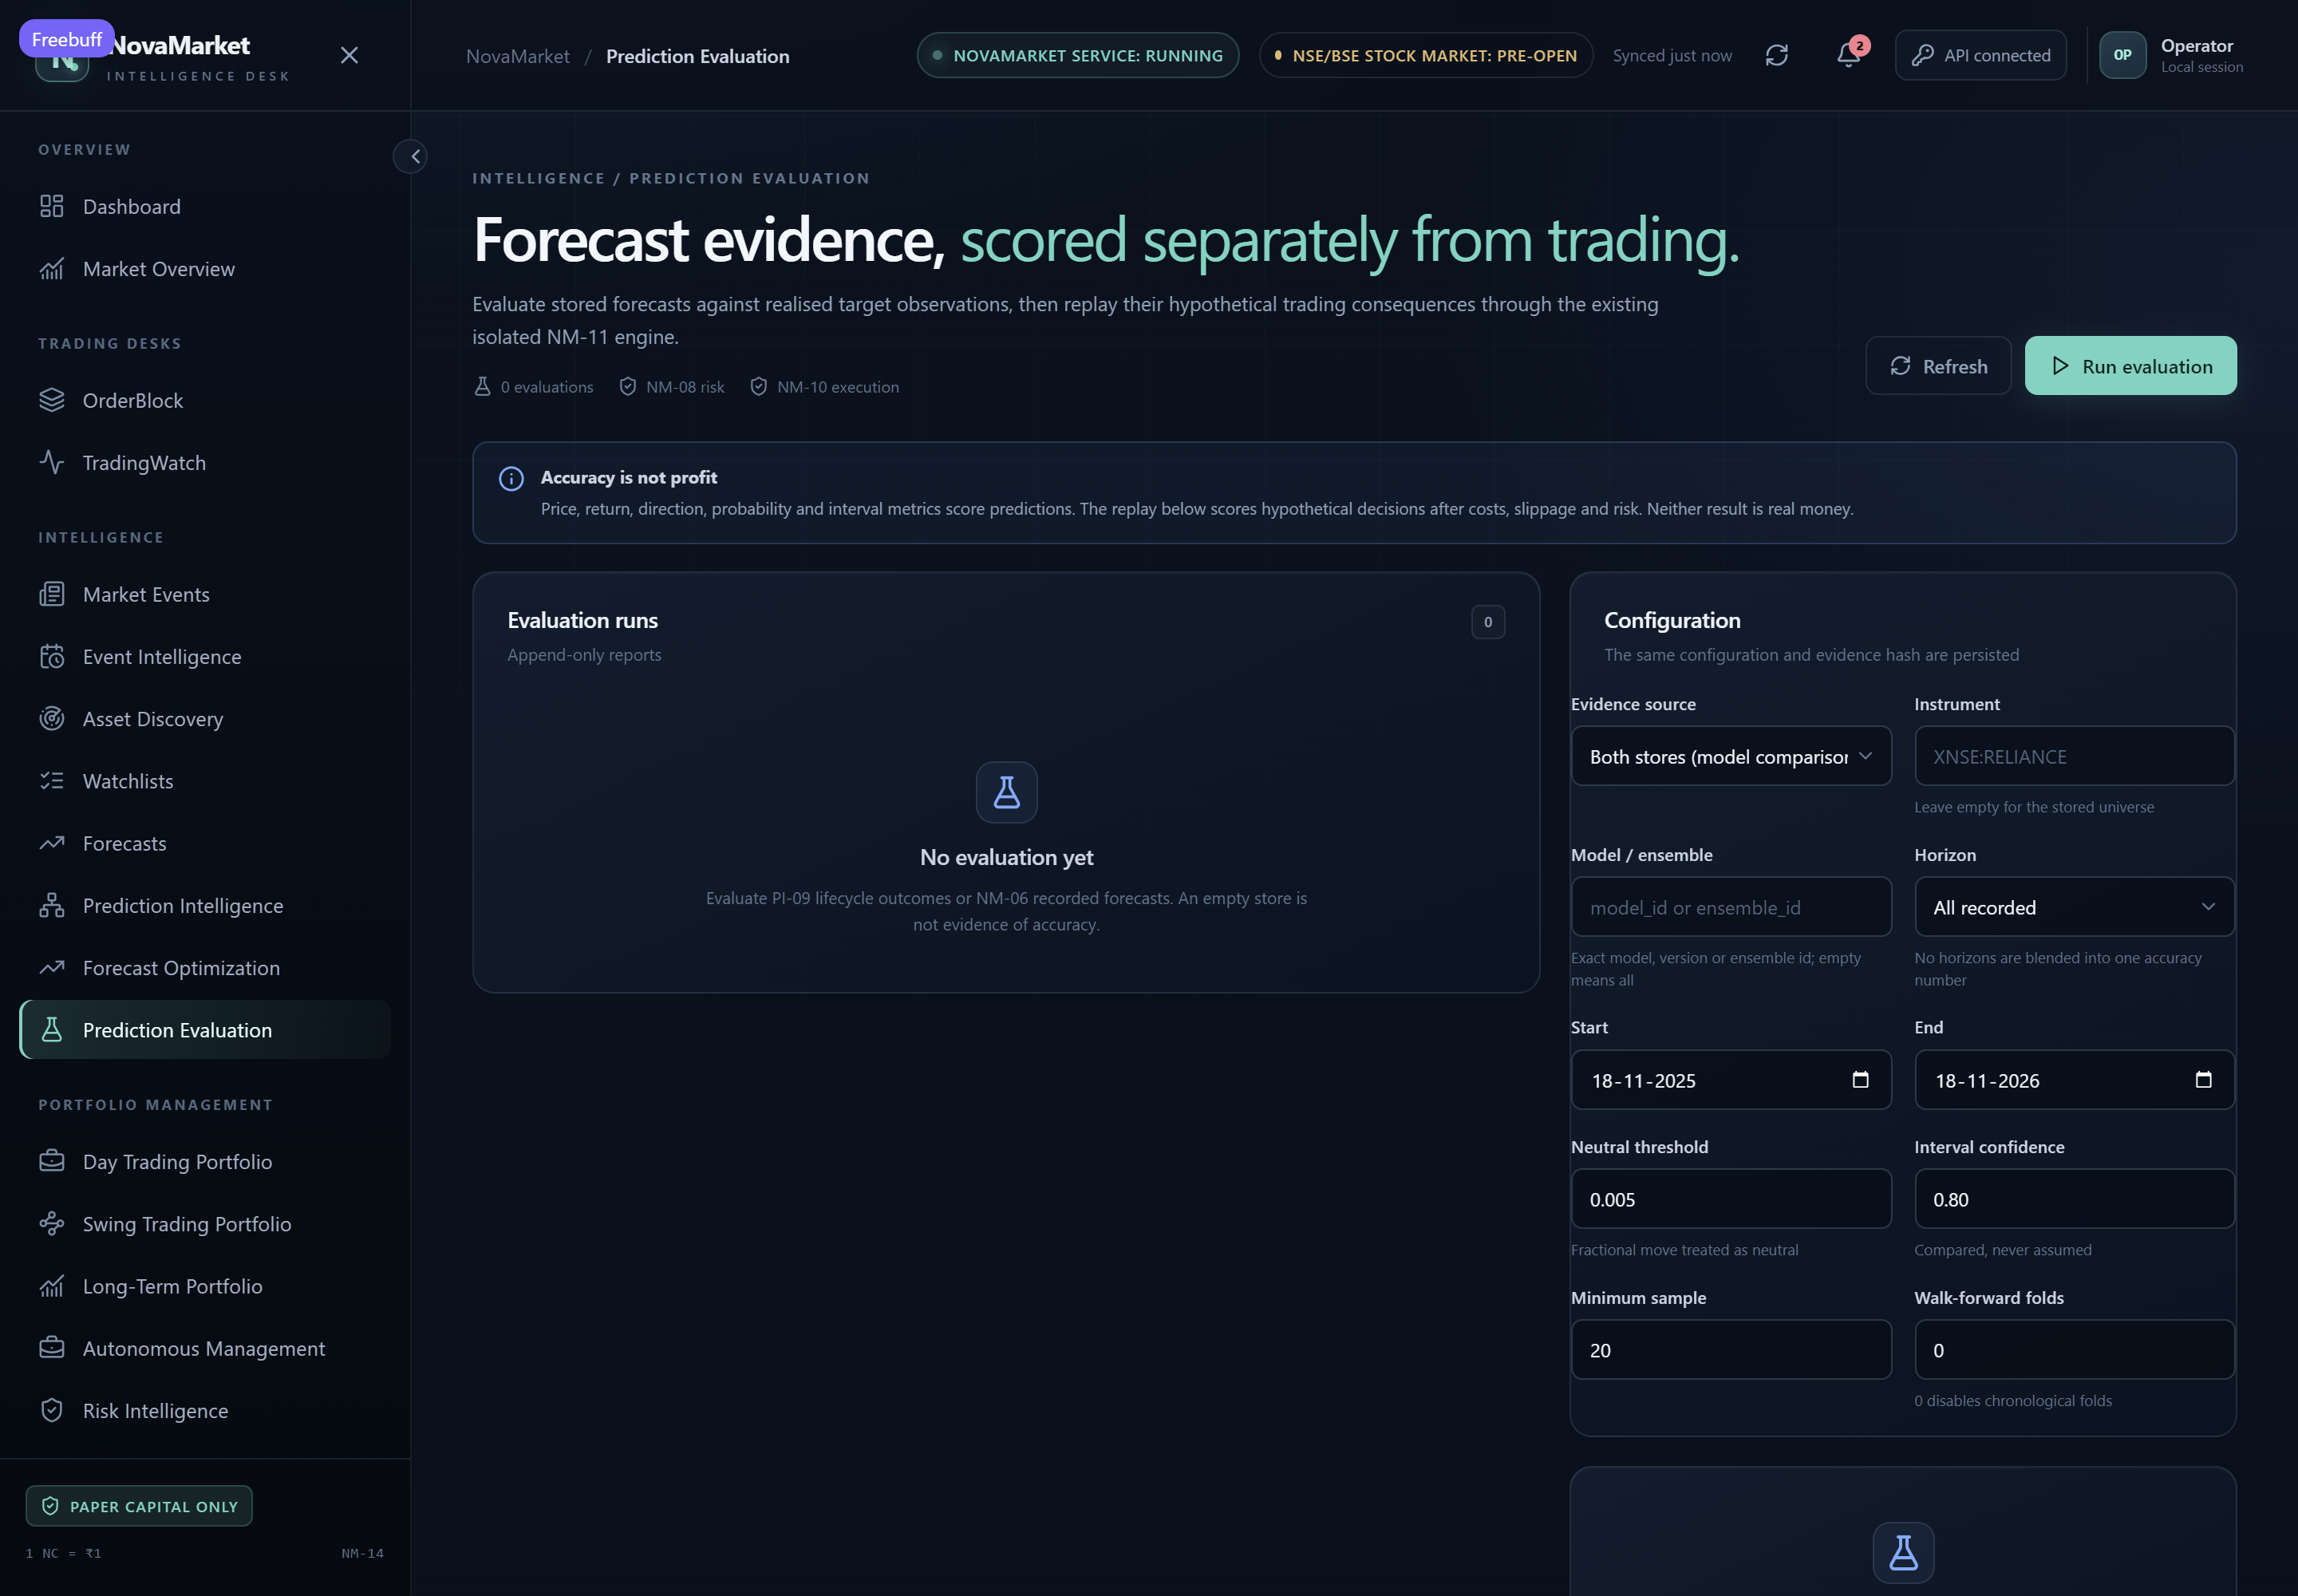 Freebuff
NovaMarket
INTELLIGENCE DESK
NovaMarket / Prediction Evaluation
NOVAMARKET SERVICE: RUNNING
NSE/BSE STOCK MARKET: PRE-OPEN
Synced just now
2
API connected
OP
Operator
Local session
OVERVIEW
Dashboard
Market Overview
TRADING DESKS
OrderBlock
TradingWatch
INTELLIGENCE
Market Events
Event Intelligence
Asset Discovery
Watchlists
Forecasts
Prediction Intelligence
Forecast Optimization
Prediction Evaluation
PORTFOLIO MANAGEMENT
Day Trading Portfolio
Swing Trading Portfolio
Long-Term Portfolio
Autonomous Management
Risk Intelligence
PAPER CAPITAL ONLY
1 NC = ₹1
NM-14
INTELLIGENCE / PREDICTION EVALUATION
Forecast evidence, scored separately from trading.
Evaluate stored forecasts against realised target observations, then replay their hypothetical trading consequences through the existing
isolated NM-11 engine.
0 evaluations
NM-08 risk
NM-10 execution
Refresh
Run evaluation
Accuracy is not profit
Price, return, direction, probability and interval metrics score predictions. The replay below scores hypothetical decisions after costs, slippage and risk. Neither result is real money.
Evaluation runs
0
Append-only reports
No evaluation yet
Evaluate PI-09 lifecycle outcomes or NM-06 recorded forecasts. An empty store is
not evidence of accuracy.
Configuration
The same configuration and evidence hash are persisted
Evidence source
Instrument
Both stores (model comparison
XNSE:RELIANCE
Leave empty for the stored universe
Model / ensemble
Horizon
model_id or ensemble_id
All recorded
Exact model, version or ensemble id; empty
means all
No horizons are blended into one accuracy
number
Start
End
18-11-2025
18-11-2026
Neutral threshold
Interval confidence
0.005
0.80
Fractional move treated as neutral
Compared, never assumed
Minimum sample
Walk-forward folds
20
0
0 disables chronological folds